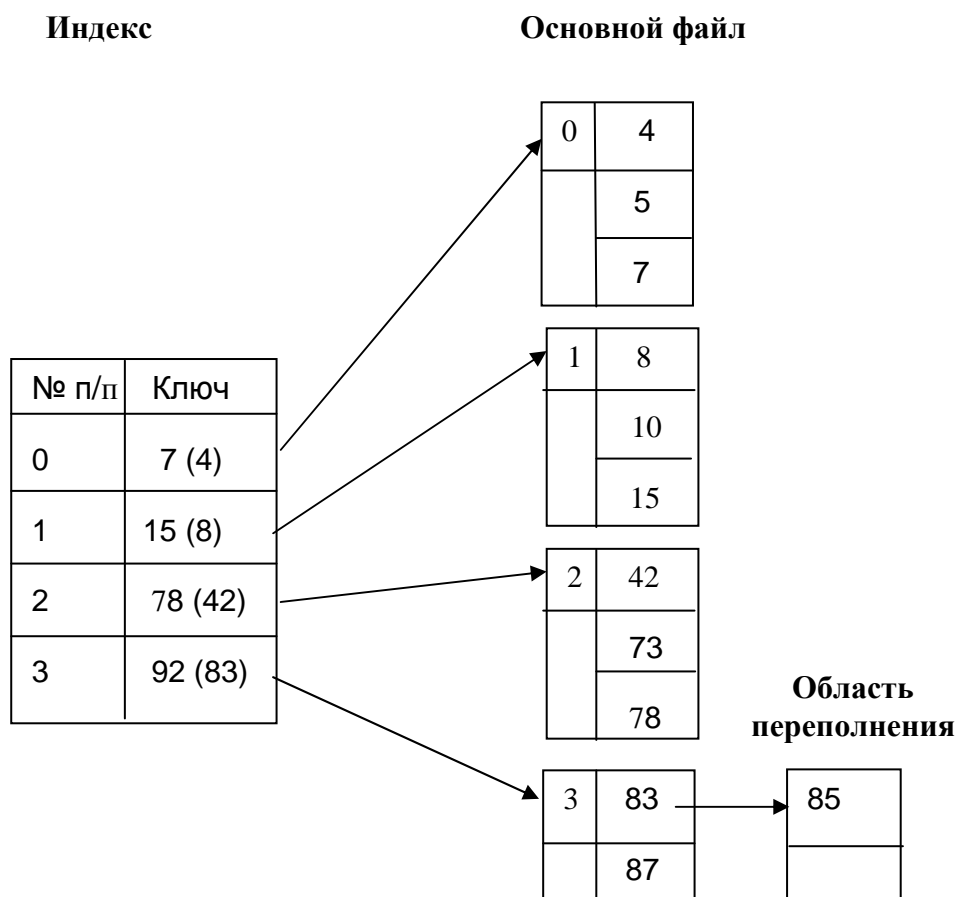 Индекс
Основной файл
0 4
5
7
1 8
10
15
№ п/п Ключ
0 7 (4)
1 15 (8)
2 78 (42)
3 92 (83)
2 42
73
78
Область
переполнения
3 83
87
85